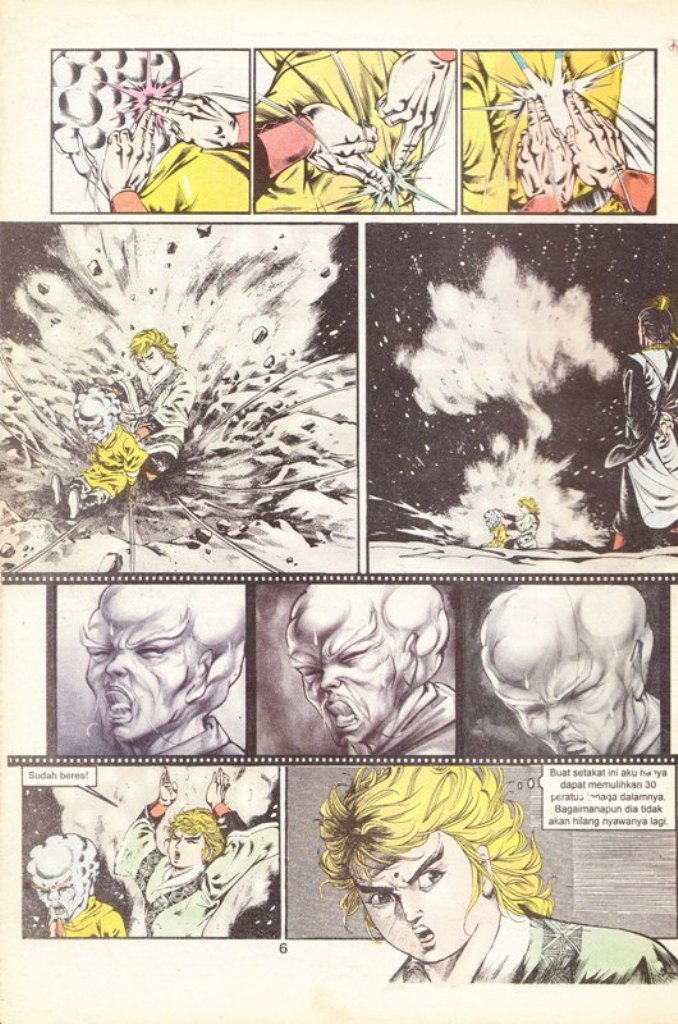 Sudah beres!
Buat setakat ini aku hanya
dapat memulihkan 30
peratus tenaga dalamnya.
Bagaimanapun dia tidak
akan hilang nyawanya lagi.
6